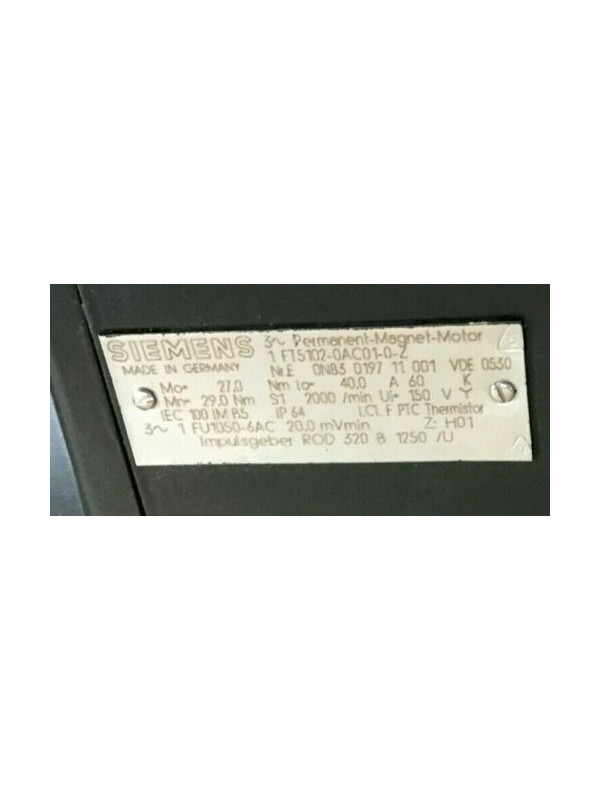 SIEMENS
3~ Permanent-Magnet-Motor
MADE IN GERMANY
1 FT5102-0AC01-0-Z
Nr.E 0N83 0197 11 001 VDE 0530
Mo= 27,0 Nm Io= 40,0 A 60 K
Mn= 29,0 Nm S1 2000 /min Ui= 150 V Y
IEC 100 IM B5 IP 64 I.CL F PTC Thermistor
3~ 1 FU1050-6AC 20,0 mVmin Z: H01
Impulsgeber ROD 320 B 1250 /U